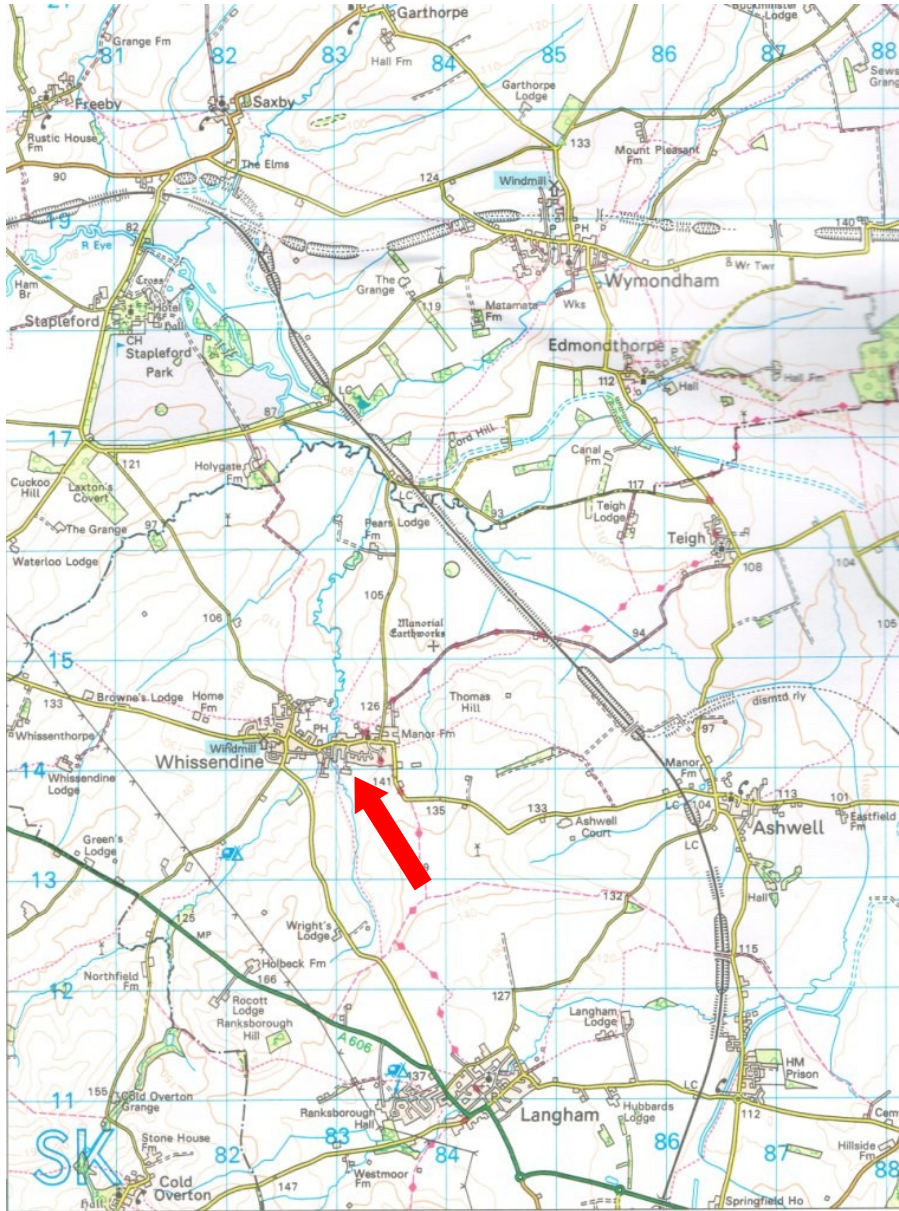 Garthorpe
Buckminster
Lodge
Grange Fm
81
82
83
84
85
86
87
88
Hall Fm
Sews
Grang
Garthorpe
Lodge
Freeby
Saxby
Rustic House
Fm
Mount Pleasant
Fm
133
The Elms
90
124
Windmill
19
82
R Eye
P
PH
140
Wr Twr
Ham
Br
Cross
The
Grange
Wymondham
Hotel
Hall
119
Matamata
Fm
Wks
Stapleford
CH
Stapleford
Park
Edmondthorpe
112
Hall
Hall Fm
LC
87
17
Cord Hill
120
121
Canal
Fm
Cuckoo
Hill
Laxton's
Covert
Holygate
Fm
LC
117
The Grange
97
93
Teigh
Lodge
Pears Lodge
Fm
Teigh
Waterloo Lodge
108
104
105
106
Manorial
Earthworks
94
105
15
133
Browne's Lodge
Home
Fm
126
Thomas
Hill
dismtd rly
PH
Manor Fm
97
Whissenthorpe
Windmill
Whissendine
14
Manor
Fm
Whissendine
Lodge
141
135
133
LC
104
113
101
Ashwell
Court
Ashwell
Eastfield
Fm
Green's
Lodge
LC
13
132
Hall
125
MP
Wright's
Lodge
115
Northfield
Fm
Holbeck Fm
166
12
Rocott
Lodge
127
Ranksborough
Hill
Langham
Lodge
A 606
137
HM
Prison
155
Cold Overton
Grange
11
LC
Ranksborough
Hall
P
Langham
Hubbards
Lodge
112
Cem
SK
Stone House
Fm
82
83
84
86
87
88
Hillside
Fm
Westmoor
Fm
Cold
Overton
147
Hall
Springfield Ho